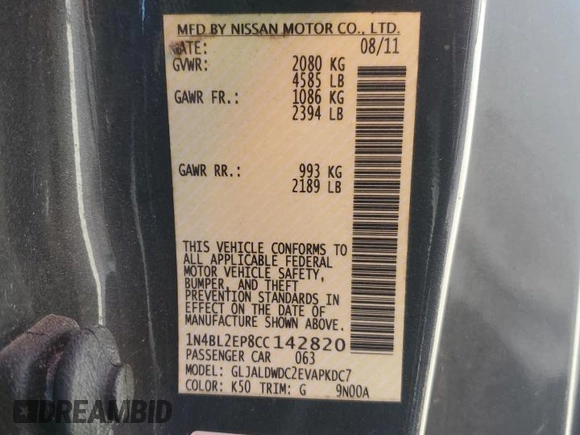 MFD BY NISSAN MOTOR CO., LTD.
DATE: 08/11
GVWR: 2080 KG
4585 LB
GAWR FR.: 1086 KG
2394 LB
GAWR RR.: 993 KG
2189 LB
THIS VEHICLE CONFORMS TO
ALL APPLICABLE FEDERAL
MOTOR VEHICLE SAFETY,
BUMPER, AND THEFT
PREVENTION STANDARDS IN
EFFECT ON THE DATE OF
MANUFACTURE SHOWN ABOVE.
1N4BL2EP8CC142820
PASSENGER CAR 063
MODEL: GLJALDWDC2EVAPKDC7
COLOR: K50 TRIM: G 9N00A
STAT.VIN
9EBID